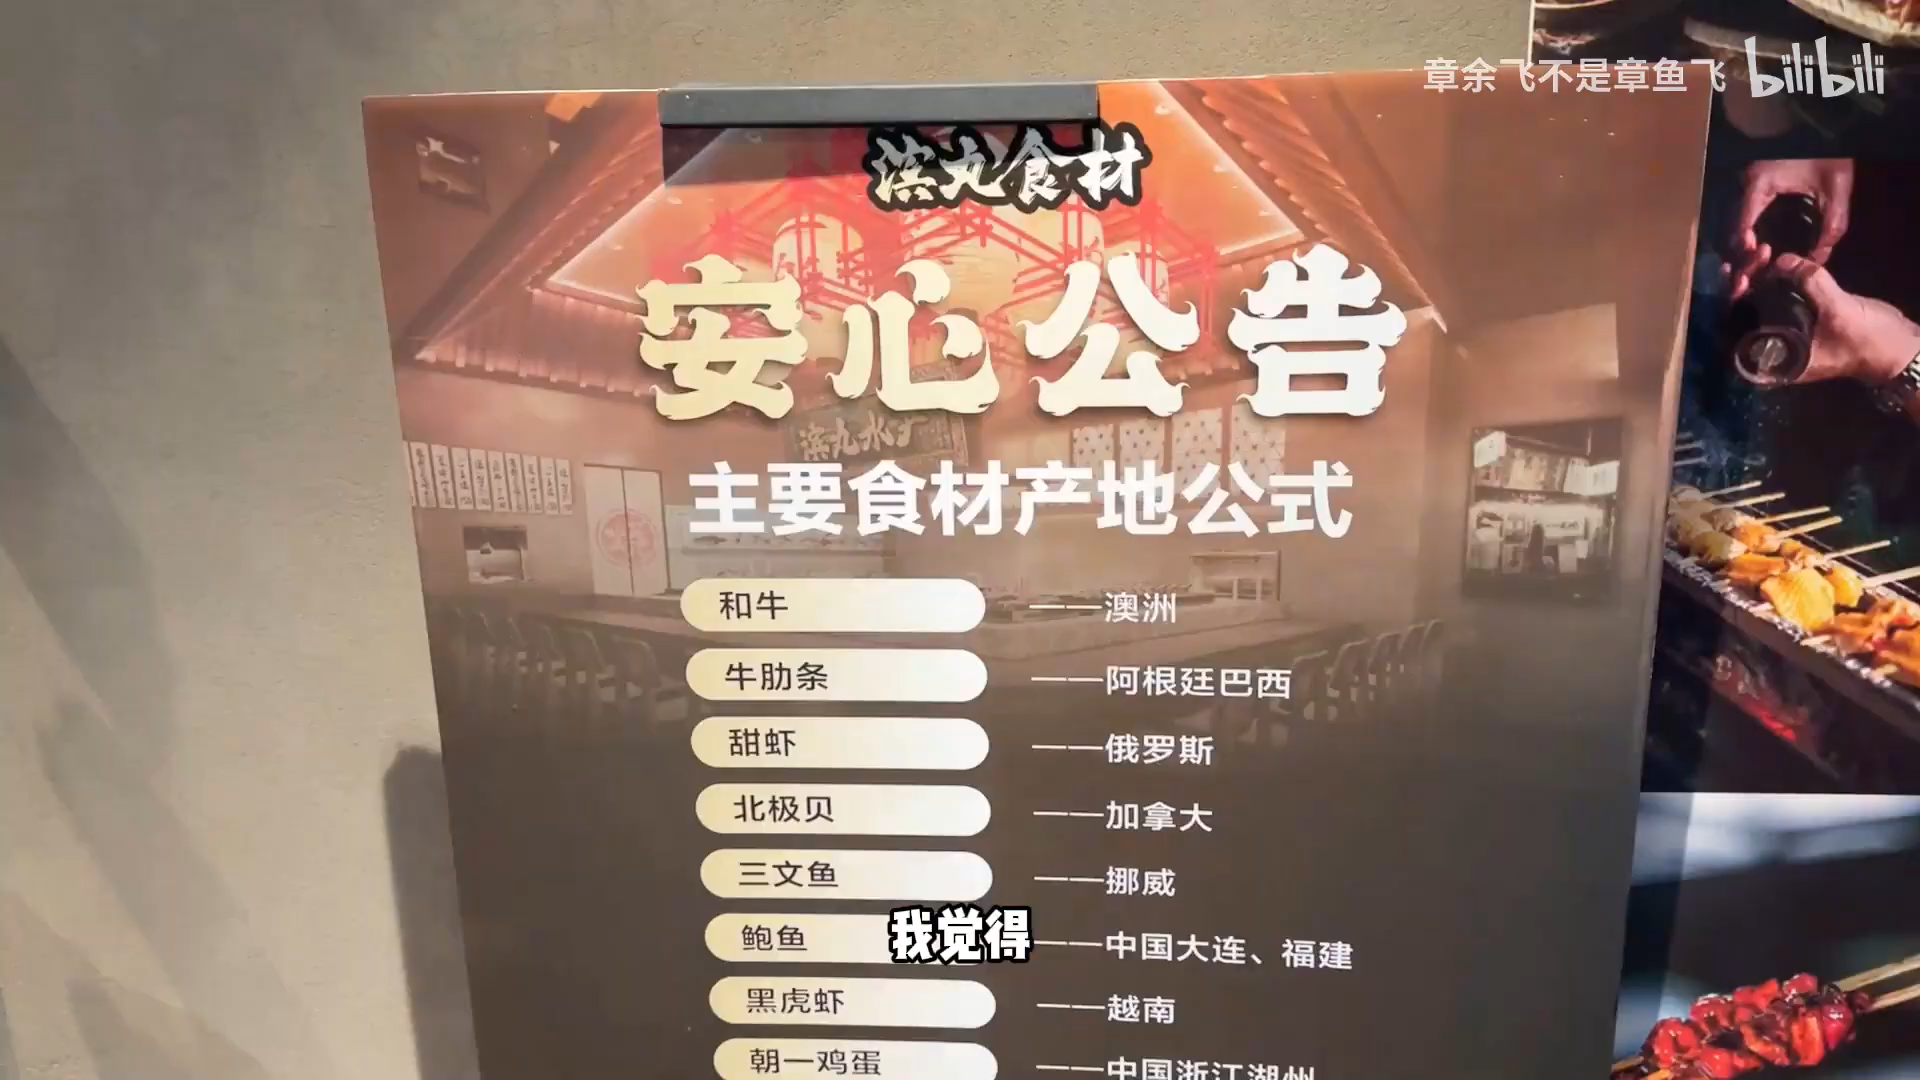 章余飞不是章鱼飞 bilibili
滨丸食材
安心公告
滨丸水产
主要食材产地公式
和牛 ——澳洲
牛肋条 ——阿根廷巴西
甜虾 ——俄罗斯
北极贝 ——加拿大
三文鱼 ——挪威
鲍鱼 ——中国大连、福建
我觉得
黑虎虾 ——越南
朝一鸡蛋 ——中国浙江湖州